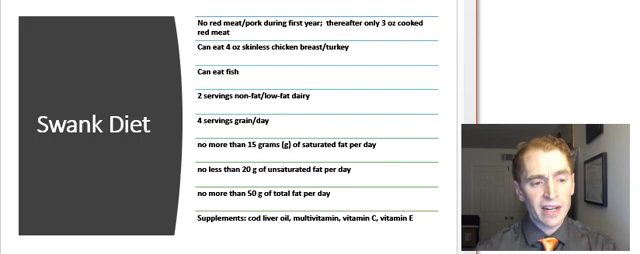 Swank Diet
No red meat/pork during first year; thereafter only 3 oz cooked
red meat
Can eat 4 oz skinless chicken breast/turkey
Can eat fish
2 servings non-fat/low-fat dairy
4 servings grain/day
no more than 15 grams (g) of saturated fat per day
no less than 20 g of unsaturated fat per day
no more than 50 g of total fat per day
Supplements: cod liver oil, multivitamin, vitamin C, vitamin E